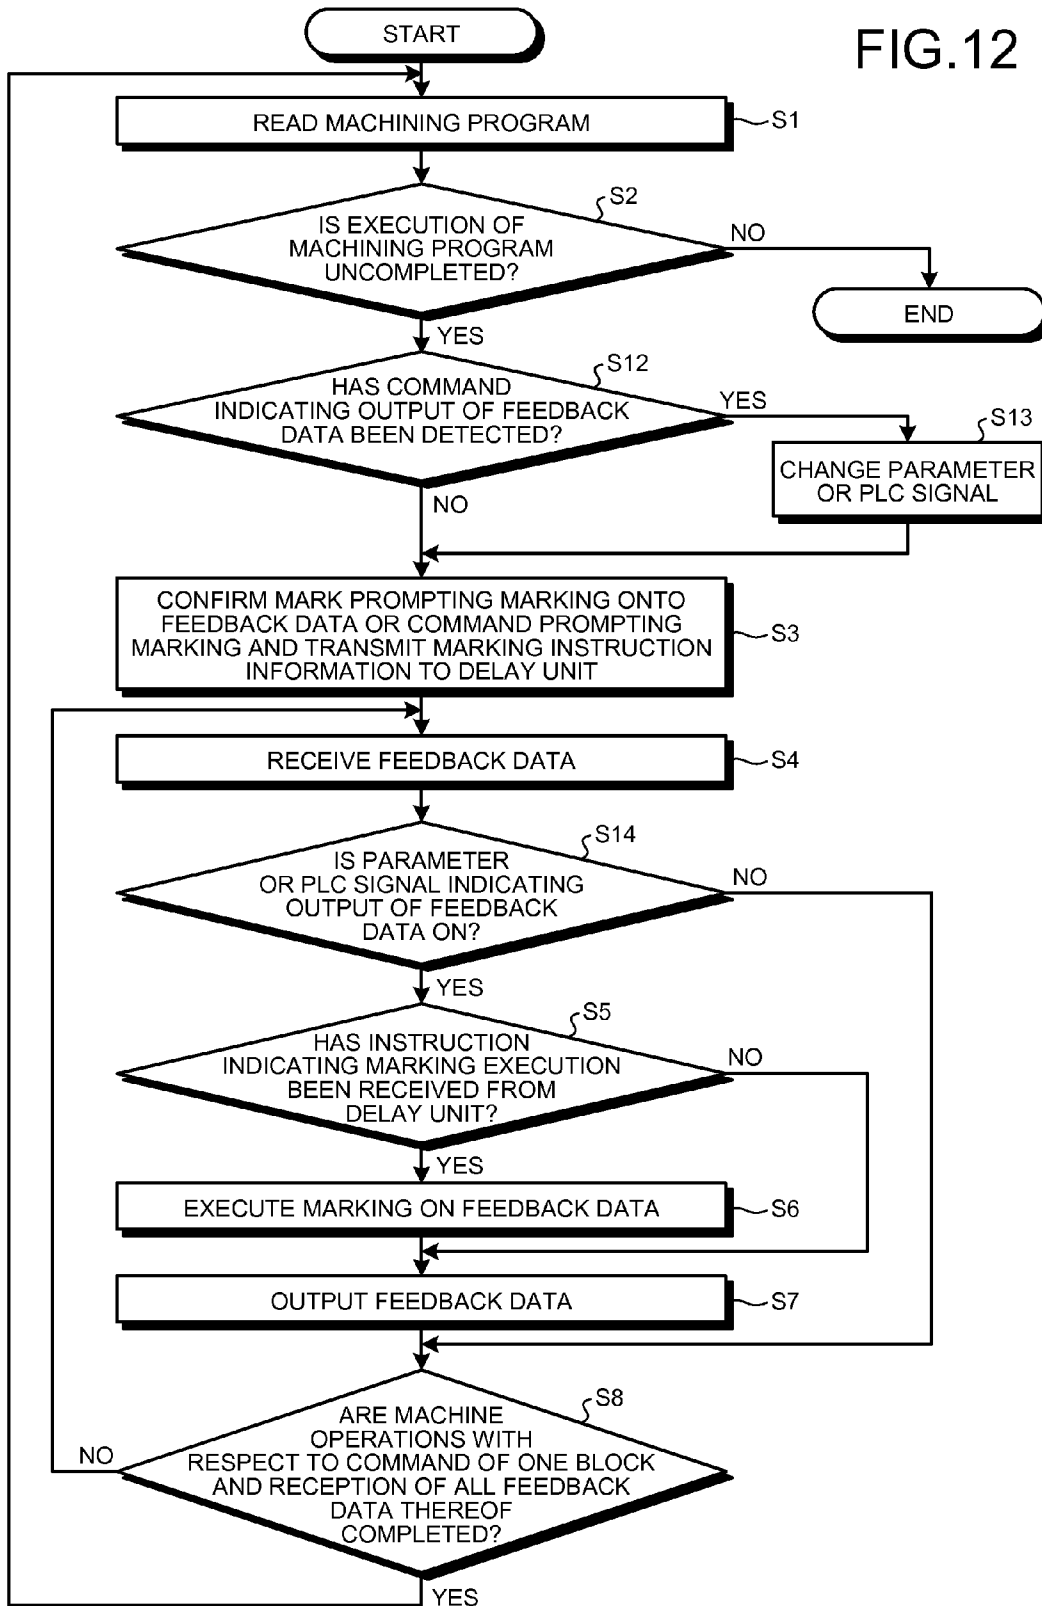 START
FIG.12
READ MACHINING PROGRAM
S1
S2
IS EXECUTION OF
MACHINING PROGRAM
UNCOMPLETED?
NO
END
YES
S12
HAS COMMAND
INDICATING OUTPUT OF FEEDBACK
DATA BEEN DETECTED?
YES
S13
CHANGE PARAMETER
OR PLC SIGNAL
NO
CONFIRM MARK PROMPTING MARKING ONTO
FEEDBACK DATA OR COMMAND PROMPTING
MARKING AND TRANSMIT MARKING INSTRUCTION
INFORMATION TO DELAY UNIT
S3
RECEIVE FEEDBACK DATA
S4
S14
IS PARAMETER
OR PLC SIGNAL INDICATING
OUTPUT OF FEEDBACK
DATA ON?
NO
YES
S5
HAS INSTRUCTION
INDICATING MARKING EXECUTION
BEEN RECEIVED FROM
DELAY UNIT?
NO
YES
EXECUTE MARKING ON FEEDBACK DATA
S6
OUTPUT FEEDBACK DATA
S7
S8
ARE MACHINE
OPERATIONS WITH
RESPECT TO COMMAND OF ONE BLOCK
AND RECEPTION OF ALL FEEDBACK
DATA THEREOF
COMPLETED?
NO
YES